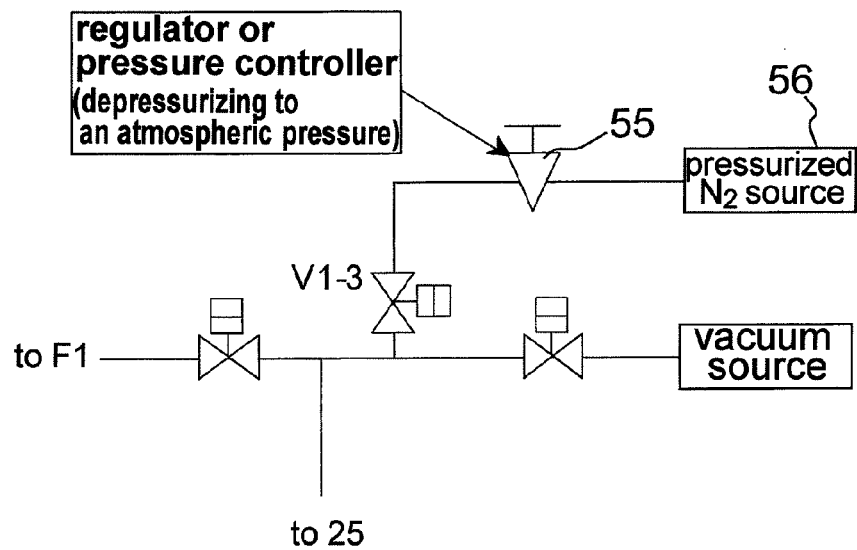 regulator or
pressure controller
(depressurizing to
an atmospheric pressure)
55
56
pressurized
N2 source
V1-3
to F1
vacuum
source
to 25